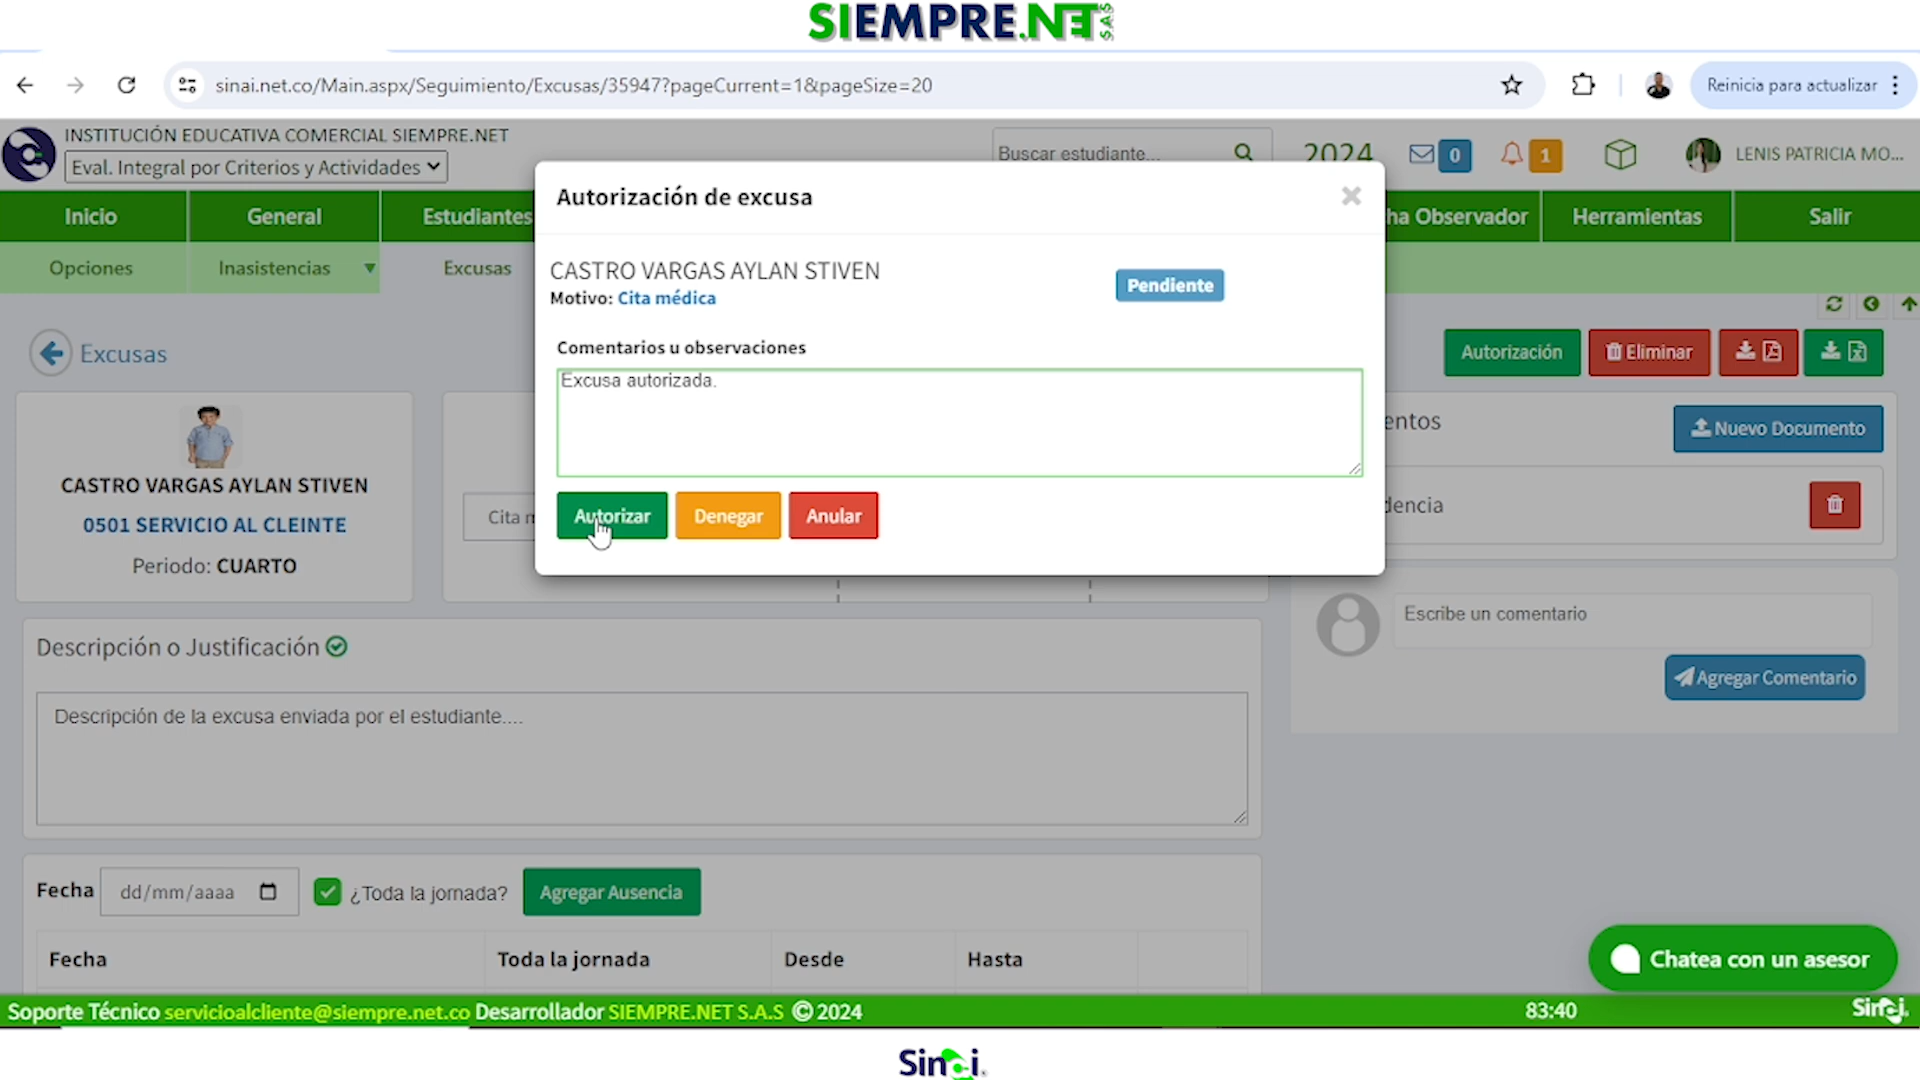 SIEMPRE.NET S.A.S
sinai.net.co/Main.aspx/Seguimiento/Excusas/35947?pageCurrent=1&pageSize=20
Reinicia para actualizar
INSTITUCIÓN EDUCATIVA COMERCIAL SIEMPRE.NET
Eval. Integral por Criterios y Actividades
Buscar estudiante...
2024
0
1
LENIS PATRICIA MO...
Inicio
General
Estudiantes
ha Observador
Herramientas
Salir
Opciones
Inasistencias
Excusas
Autorización de excusa
CASTRO VARGAS AYLAN STIVEN
Motivo: Cita médica
Pendiente
Comentarios u observaciones
Excusa autorizada.
Autorizar
Denegar
Anular
Excusas
Autorización
Eliminar
CASTRO VARGAS AYLAN STIVEN
0501 SERVICIO AL CLEINTE
Periodo: CUARTO
Cita m
entos
Nuevo Documento
dencia
Escribe un comentario
Agregar Comentario
Descripción o Justificación
Descripción de la excusa enviada por el estudiante....
Fecha
dd/mm/aaaa
¿Toda la jornada?
Agregar Ausencia
Fecha
Toda la jornada
Desde
Hasta
Chatea con un asesor
Soporte Técnico servicioalcliente@siempre.net.co Desarrollador SIEMPRE.NET S.A.S © 2024
83:40
Sinai.
Sinai.